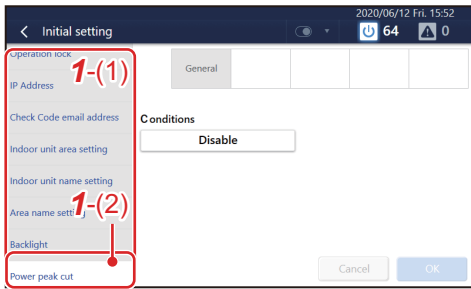 2020/06/12 Fri. 15:52
Initial setting
64
0
Operation lock
1-(1)
General
IP Address
Check Code email address
Conditions
Indoor unit area setting
Disable
Indoor unit name setting
Area name setting
1-(2)
Backlight
Power peak cut
Cancel
OK